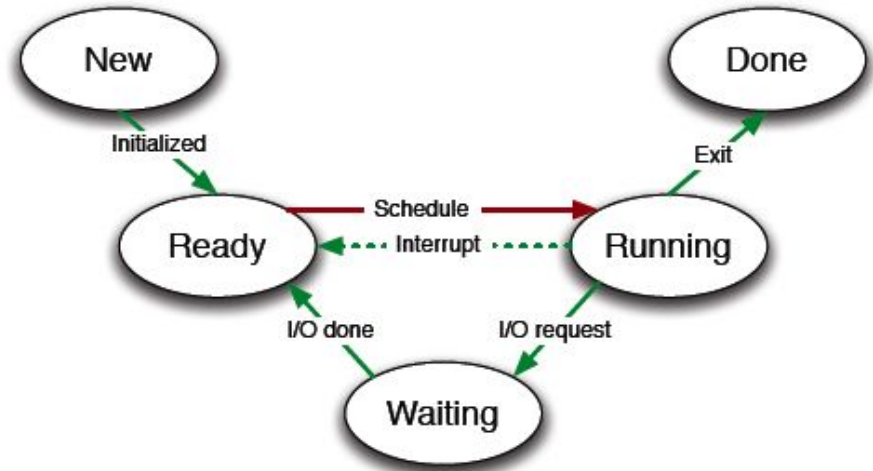 New
Done
Initialized
Exit
Schedule
Ready
Interrupt
Running
I/O done
I/O request
Waiting